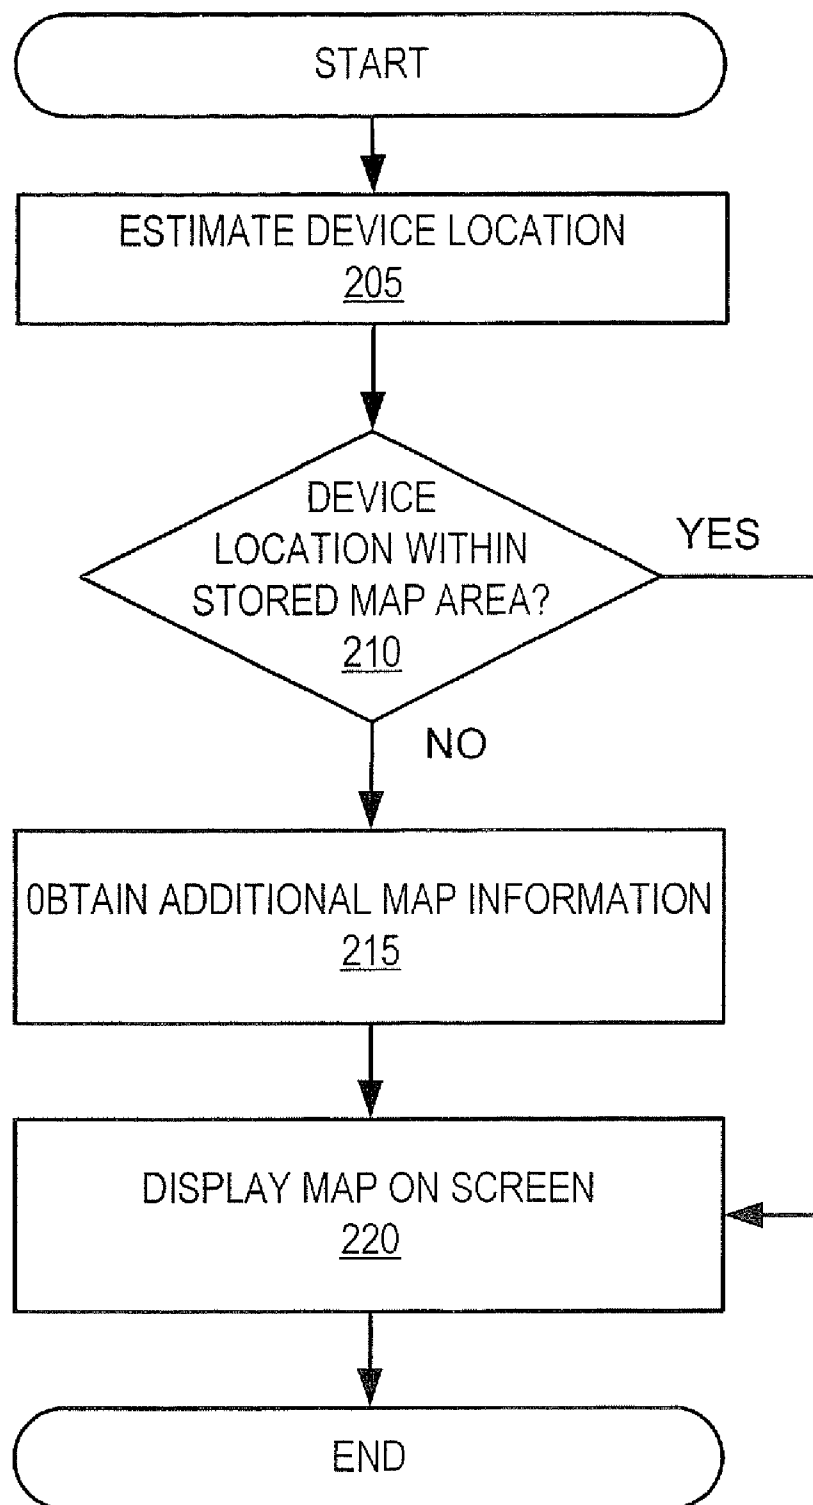 START
ESTIMATE DEVICE LOCATION
205
DEVICE
LOCATION WITHIN
STORED MAP AREA?
210
YES
NO
0BTAIN ADDITIONAL MAP INFORMATION
215
DISPLAY MAP ON SCREEN
220
END